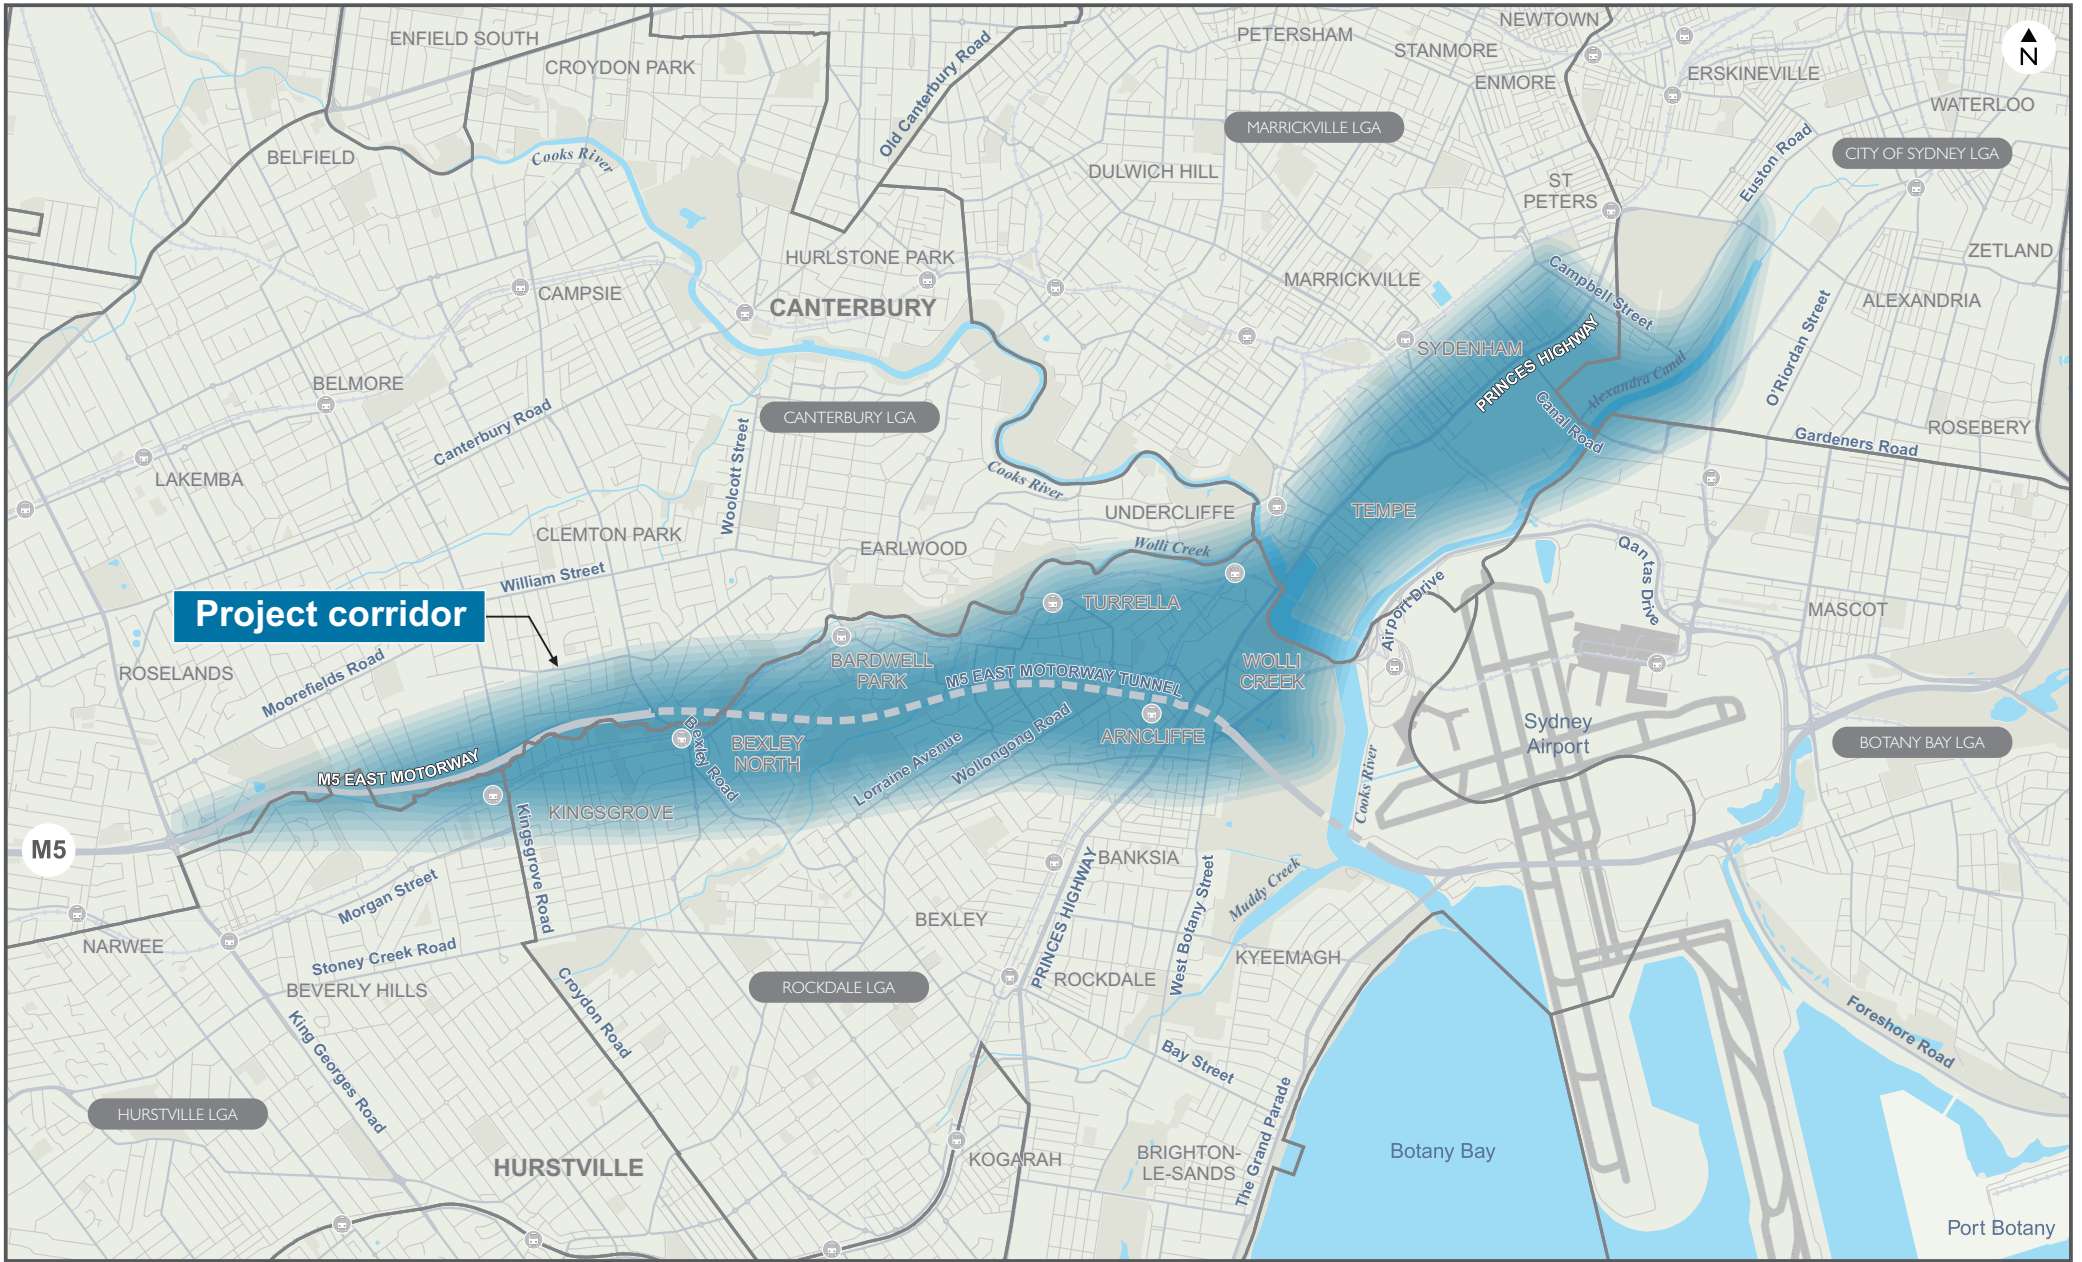 ENFIELD SOUTH
CROYDON PARK
Old Canterbury Road
PETERSHAM
STANMORE
NEWTOWN
ENMORE
ERSKINEVILLE
N
WATERLOO
MARRICKVILLE LGA
CITY OF SYDNEY LGA
BELFIELD
Cooks River
DULWICH HILL
ST
PETERS
Euston Road
ZETLAND
HURLSTONE PARK
CAMPSIE
CANTERBURY
MARRICKVILLE
Campbell Street
ALEXANDRIA
O'Riordan Street
SYDENHAM
PRINCES HIGHWAY
Alexandra Canal
BELMORE
Canterbury Road
CANTERBURY LGA
Canal Road
Gardeners Road
ROSEBERY
LAKEMBA
Woolcott Street
Cooks River
UNDERCLIFFE
TEMPE
CLEMTON PARK
EARLWOOD
Wolli Creek
William Street
Qantas Drive
Airport Drive
MASCOT
Project corridor
TURRELLA
ROSELANDS
Moorefields Road
BARDWELL
PARK
M5 EAST MOTORWAY TUNNEL
WOLLI
CREEK
Sydney
Airport
BOTANY BAY LGA
M5 EAST MOTORWAY
Bexley Road
BEXLEY
NORTH
Lorraine Avenue
Wollongong Road
ARNCLIFFE
Cooks River
KINGSGROVE
Kingsgrove Road
M5
BANKSIA
PRINCES HIGHWAY
West Botany Street
Muddy Creek
Morgan Street
NARWEE
Stoney Creek Road
BEVERLY HILLS
BEXLEY
KYEEMAGH
ROCKDALE LGA
ROCKDALE
Croydon Road
King Georges Road
Foreshore Road
Bay Street
The Grand Parade
HURSTVILLE LGA
HURSTVILLE
KOGARAH
BRIGHTON-
LE-SANDS
Botany Bay
Port Botany